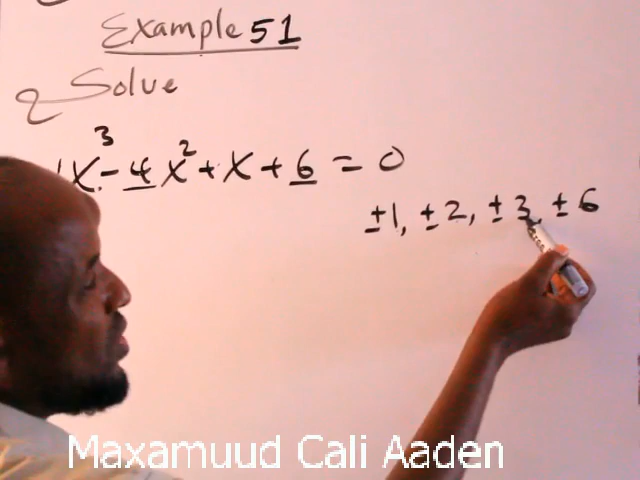 Example 51
Solve
1x³ - 4x² + x + 6 = 0
±1, ±2, ±3, ±6
Maxamuud Cali Aaden